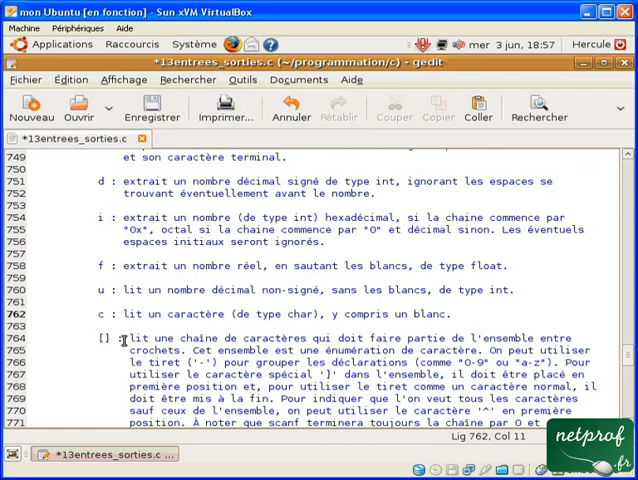 mon Ubuntu [en fonction] - Sun xVM VirtualBox
Machine Périphériques Aide
Applications Raccourcis Système mer 3 jun, 18:57 Hercule
*13entrees_sorties.c (~/programmation/c) - gedit
Fichier Édition Affichage Rechercher Outils Documents Aide
Nouveau Ouvrir Enregistrer Imprimer... Annuler Rétablir Couper Copier Coller Rechercher
*13entrees_sorties.c
749 et son caractère terminal.
750
751 d : extrait un nombre décimal signé de type int, ignorant les espaces se
752 trouvant éventuellement avant le nombre.
753
754 i : extrait un nombre (de type int) hexadécimal, si la chaine commence par
755 "Ox", octal si la chaine commence par "O" et décimal sinon. Les éventuels
756 espaces initiaux seront ignorés.
757
758 f : extrait un nombre réel, en sautant les blancs, de type float.
759
760 u : lit un nombre décimal non-signé, sans les blancs, de type int.
761
762 c : lit un caractère (de type char), y compris un blanc.
763
764 [] : lit une chaîne de caractères qui doit faire partie de l'ensemble entre
765 crochets. Cet ensemble est une énumération de caractère. On peut utiliser
766 le tiret ('-') pour grouper les déclarations (comme "O-9" ou "a-z"). Pour
767 utiliser le caractère spécial ']' dans l'ensemble, il doit être placé en
768 première position et, pour utiliser le tiret comme un caractère normal, il
769 doit être mis à la fin. Pour indiquer que l'on veut tous les caractères
770 sauf ceux de l'ensemble, on peut utiliser le caractère '^' en première
771 position. À noter que scanf terminera toujours la chaîne par O et
Lig 762, Col 11
*13entrees_sorties.c ...
netprof
.fr